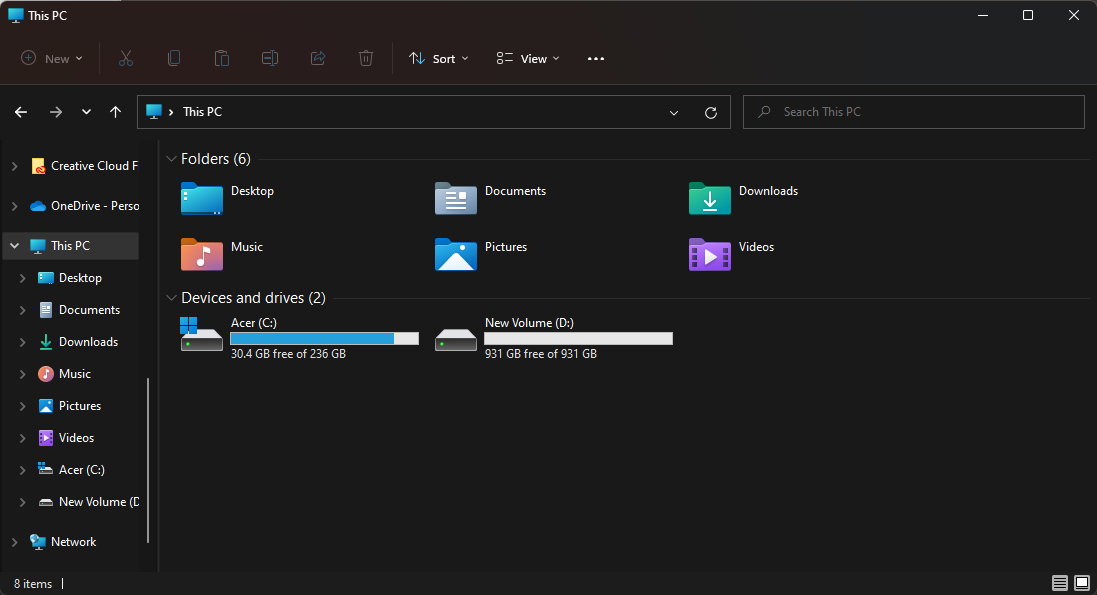 This PC
New
Sort
View
This PC
Search This PC
Creative Cloud F
OneDrive - Perso
This PC
Desktop
Documents
Downloads
Music
Pictures
Videos
Acer (C:)
New Volume (D
Network
Folders (6)
Desktop
Documents
Downloads
Music
Pictures
Videos
Devices and drives (2)
Acer (C:)
30.4 GB free of 236 GB
New Volume (D:)
931 GB free of 931 GB
8 items